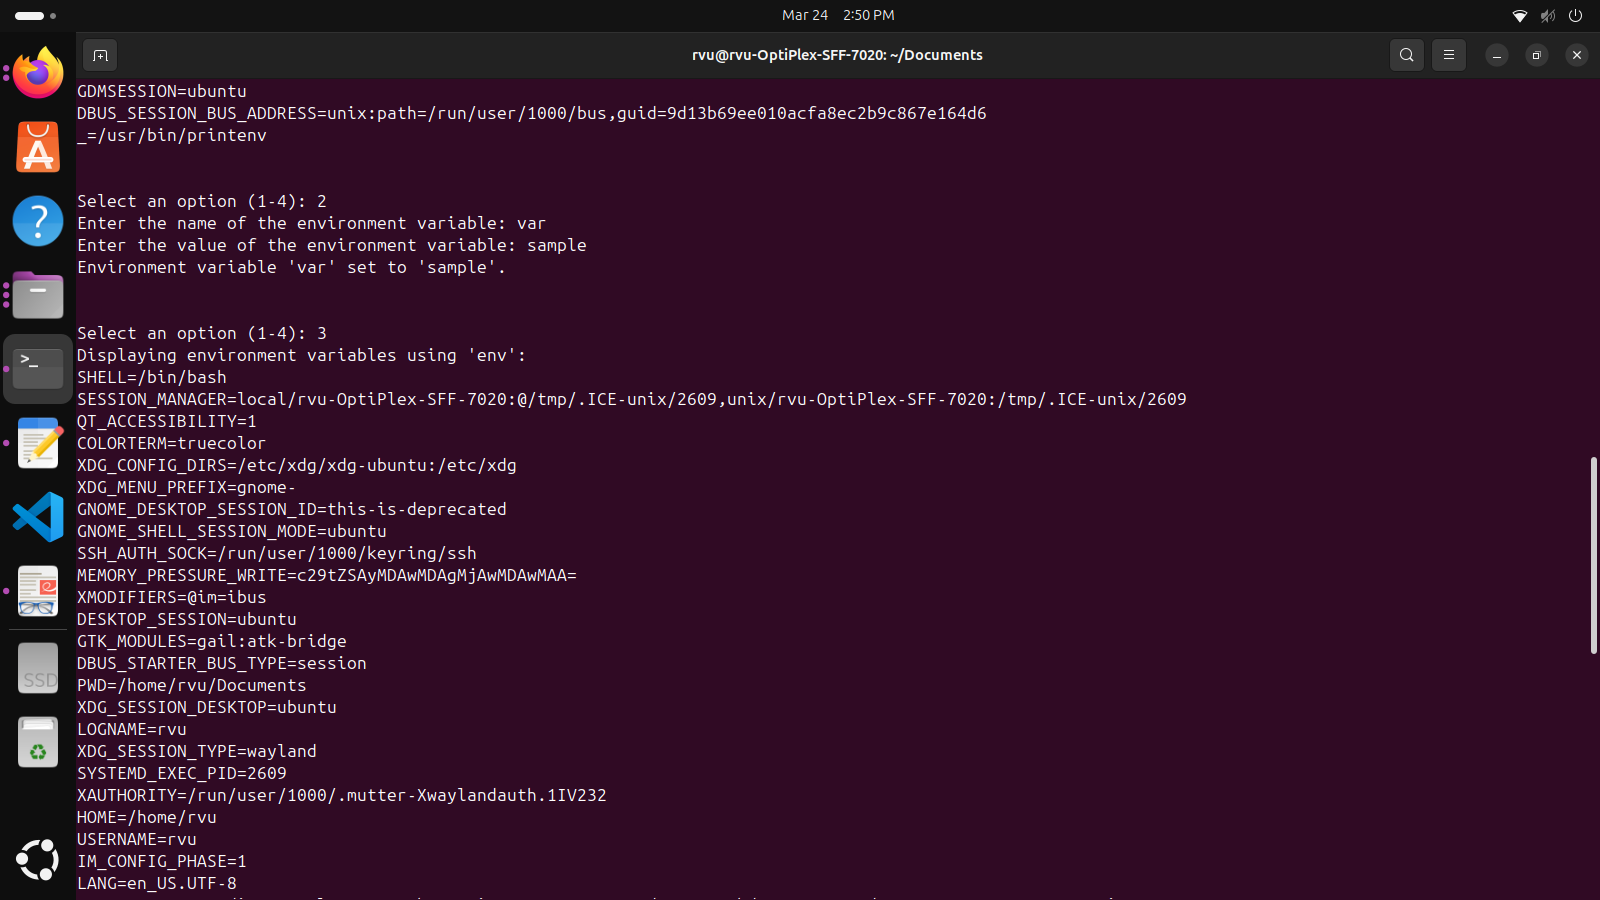 Mar 24 2:50 PM
rvu@rvu-OptiPlex-SFF-7020: ~/Documents
GDMSESSION=ubuntu
DBUS_SESSION_BUS_ADDRESS=unix:path=/run/user/1000/bus,guid=9d13b69ee010acfa8ec2b9c867e164d6
_=/usr/bin/printenv
Select an option (1-4): 2
Enter the name of the environment variable: var
Enter the value of the environment variable: sample
Environment variable 'var' set to 'sample'.
Select an option (1-4): 3
Displaying environment variables using 'env':
SHELL=/bin/bash
SESSION_MANAGER=local/rvu-OptiPlex-SFF-7020:@/tmp/.ICE-unix/2609,unix/rvu-OptiPlex-SFF-7020:/tmp/.ICE-unix/2609
QT_ACCESSIBILITY=1
COLORTERM=truecolor
XDG_CONFIG_DIRS=/etc/xdg/xdg-ubuntu:/etc/xdg
XDG_MENU_PREFIX=gnome-
GNOME_DESKTOP_SESSION_ID=this-is-deprecated
GNOME_SHELL_SESSION_MODE=ubuntu
SSH_AUTH_SOCK=/run/user/1000/keyring/ssh
MEMORY_PRESSURE_WRITE=c29tZSAyMDAwMDAgMjAwMDAwMAA=
XMODIFIERS=@im=ibus
DESKTOP_SESSION=ubuntu
GTK_MODULES=gail:atk-bridge
DBUS_STARTER_BUS_TYPE=session
PWD=/home/rvu/Documents
XDG_SESSION_DESKTOP=ubuntu
LOGNAME=rvu
XDG_SESSION_TYPE=wayland
SYSTEMD_EXEC_PID=2609
XAUTHORITY=/run/user/1000/.mutter-Xwaylandauth.1IV232
HOME=/home/rvu
USERNAME=rvu
IM_CONFIG_PHASE=1
LANG=en_US.UTF-8
SSD